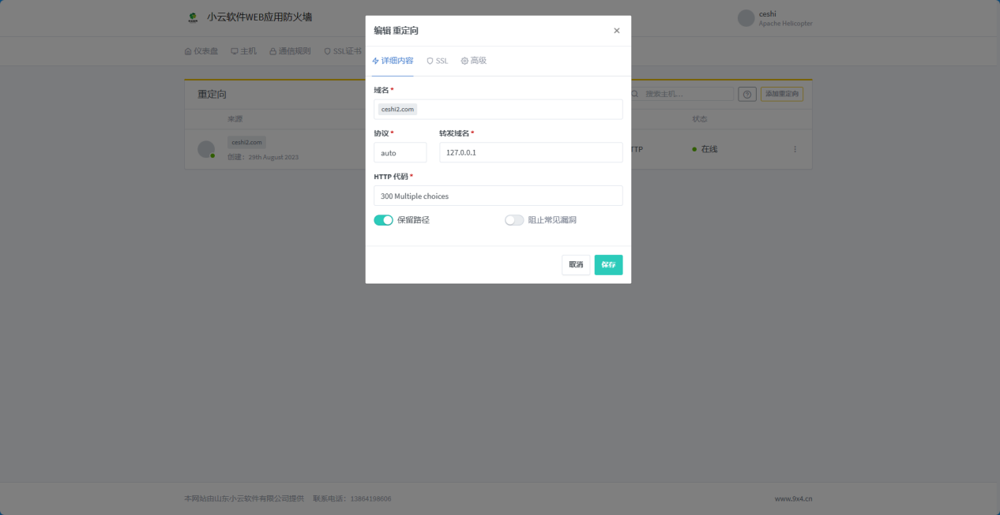 小云软件WEB应用防火墙
ceshi
Apache Helicopter
仪表盘 主机 通信规则 SSL证书
编辑 重定向
详细内容 SSL 高级
域名*
ceshi2.com
协议* 转发域名*
auto 127.0.0.1
HTTP 代码*
300 Multiple choices
保留路径 阻止常见漏洞
取消 保存
重定向 搜索主机... 添加重定向
来源 状态
ceshi2.com
创建：29th August 2023
TTP 在线
本网站由山东小云软件有限公司提供 联系电话：13864198606 www.9x4.cn